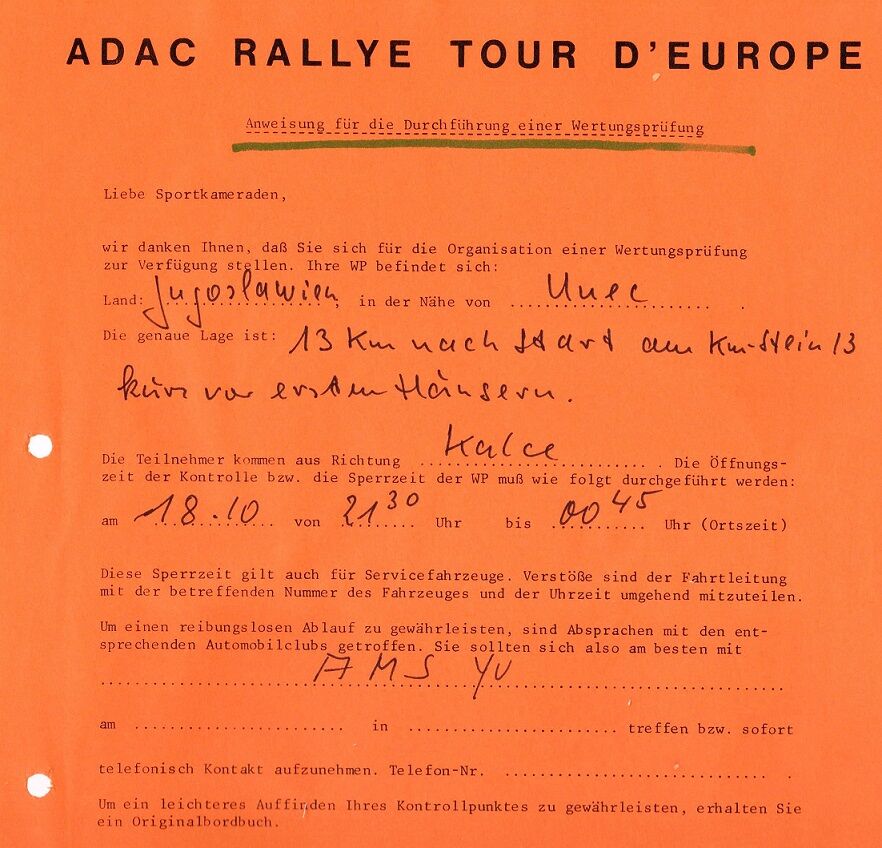 ADAC RALLYE TOUR D'EUROPE
Anweisung für die Durchführung einer Wertungsprüfung
Liebe Sportkameraden,
wir danken Ihnen, daß Sie sich für die Organisation einer Wertungsprüfung
zur Verfügung stellen. Ihre WP befindet sich:
Land: Jugoslawien, in der Nähe von Unec .
Die genaue Lage ist: 13 Km nach Start am Km-Stein 13
kurz vor ersten Häusern.
Die Teilnehmer kommen aus Richtung Kalce . Die Öffnungs-
zeit der Kontrolle bzw. die Sperrzeit der WP muß wie folgt durchgeführt werden:
am 18.10 von 21 30 Uhr bis 00 45 Uhr (Ortszeit)
Diese Sperrzeit gilt auch für Servicefahrzeuge. Verstöße sind der Fahrtleitung
mit der betreffenden Nummer des Fahrzeuges und der Uhrzeit umgehend mitzuteilen.
Um einen reibungslosen Ablauf zu gewährleisten, sind Absprachen mit den ent-
sprechenden Automobilclubs getroffen. Sie sollten sich also am besten mit
AMS YU
am ...................... in ...................... treffen bzw. sofort
telefonisch Kontakt aufzunehmen. Telefon-Nr. ............................ .
Um ein leichteres Auffinden Ihres Kontrollpunktes zu gewährleisten, erhalten Sie
ein Originalbordbuch.